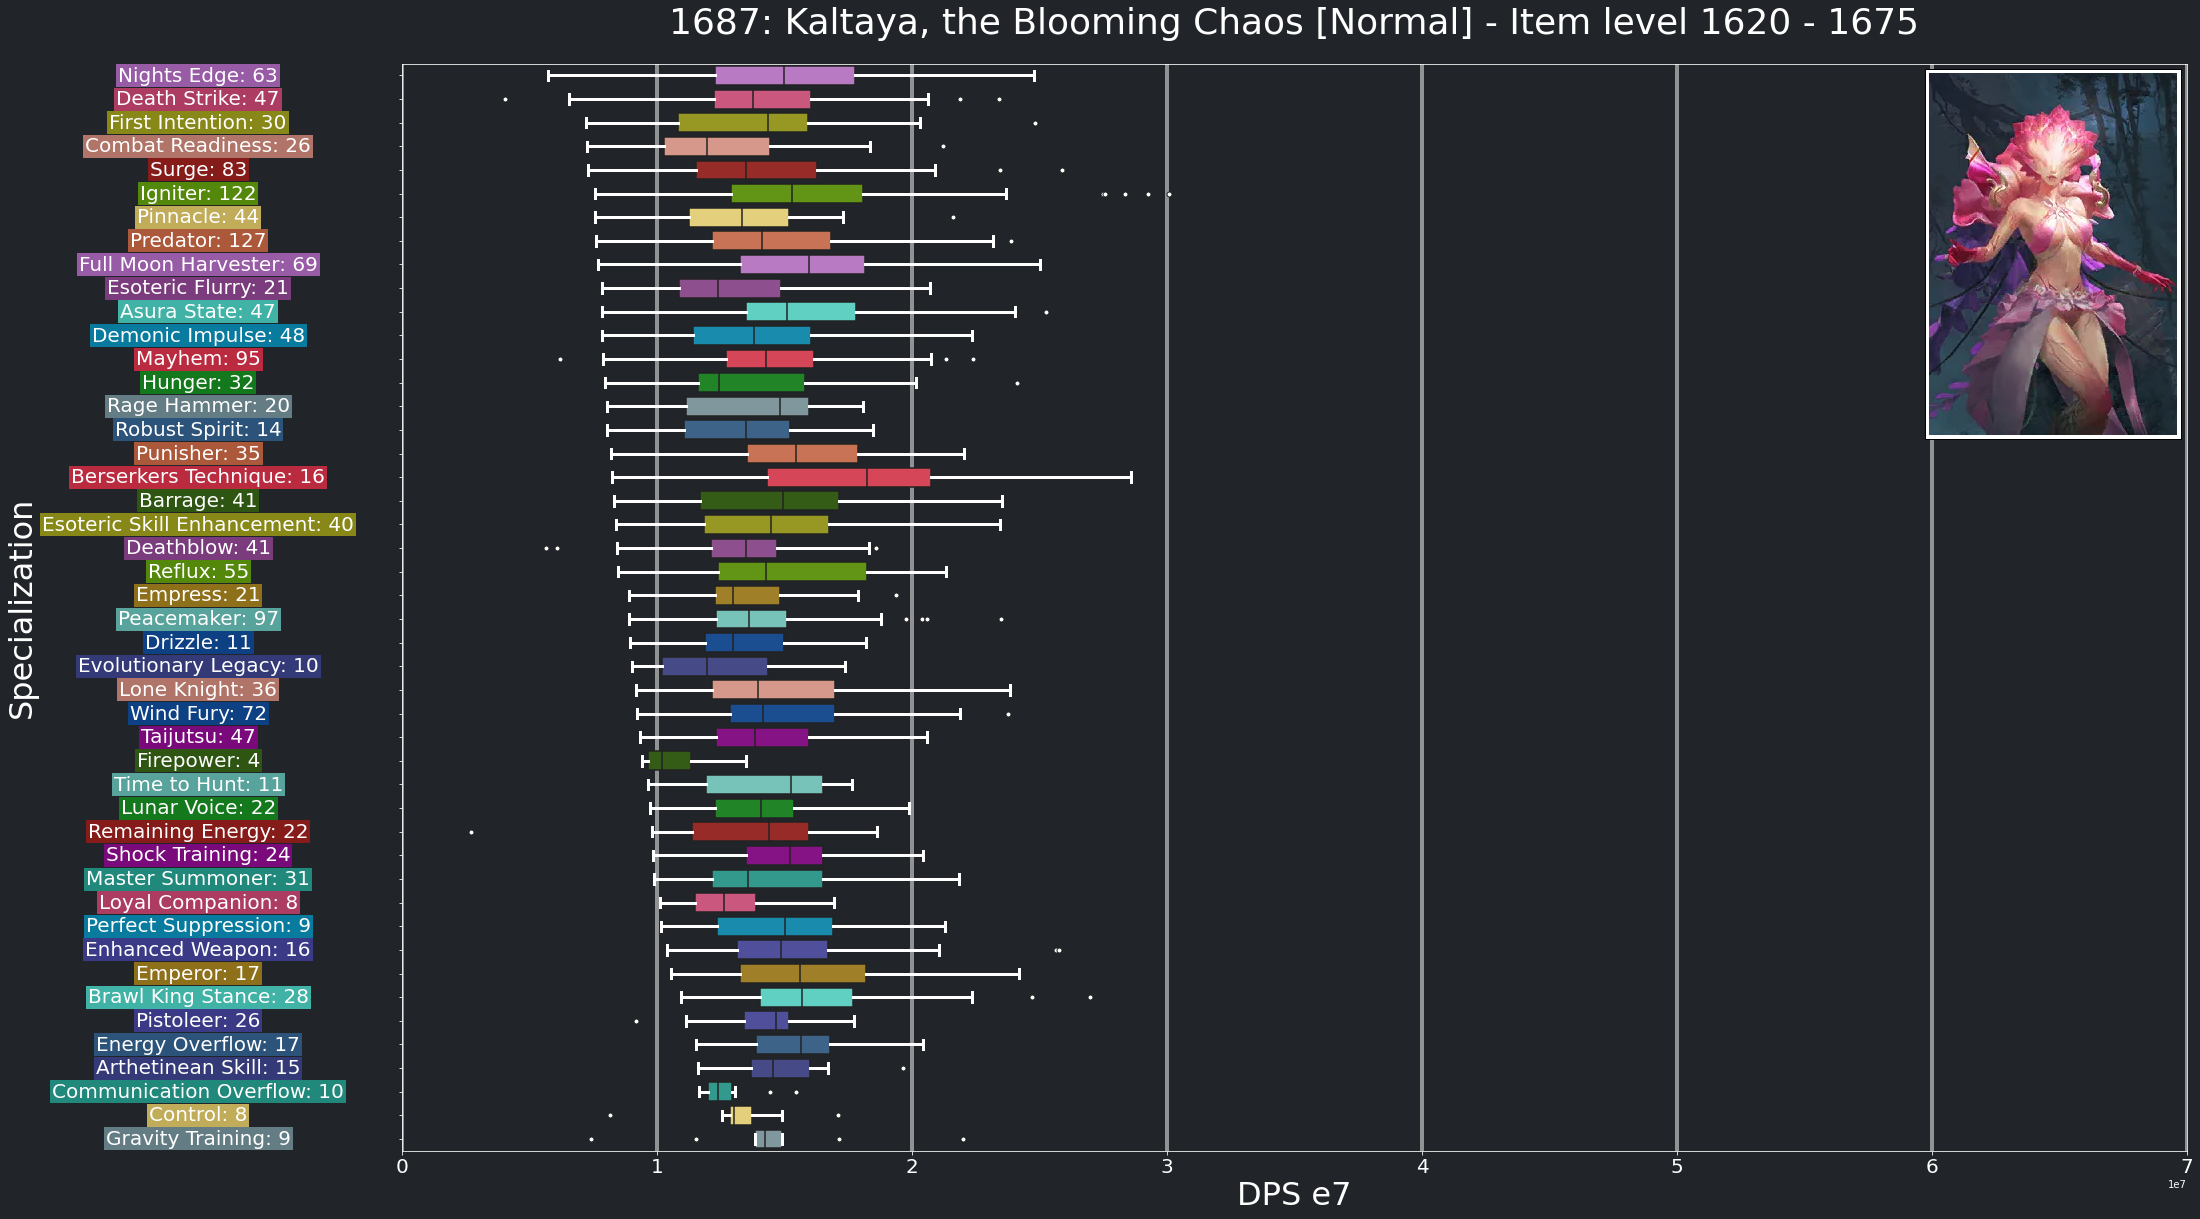 1687: Kaltaya, the Blooming Chaos [Normal] - Item level 1620 - 1675
Specialization
Nights Edge: 63
Death Strike: 47
First Intention: 30
Combat Readiness: 26
Surge: 83
Igniter: 122
Pinnacle: 44
Predator: 127
Full Moon Harvester: 69
Esoteric Flurry: 21
Asura State: 47
Demonic Impulse: 48
Mayhem: 95
Hunger: 32
Rage Hammer: 20
Robust Spirit: 14
Punisher: 35
Berserkers Technique: 16
Barrage: 41
Esoteric Skill Enhancement: 40
Deathblow: 41
Reflux: 55
Empress: 21
Peacemaker: 97
Drizzle: 11
Evolutionary Legacy: 10
Lone Knight: 36
Wind Fury: 72
Taijutsu: 47
Firepower: 4
Time to Hunt: 11
Lunar Voice: 22
Remaining Energy: 22
Shock Training: 24
Master Summoner: 31
Loyal Companion: 8
Perfect Suppression: 9
Enhanced Weapon: 16
Emperor: 17
Brawl King Stance: 28
Pistoleer: 26
Energy Overflow: 17
Arthetinean Skill: 15
Communication Overflow: 10
Control: 8
Gravity Training: 9
0 1 2 3 4 5 6 7
1e7
DPS e7